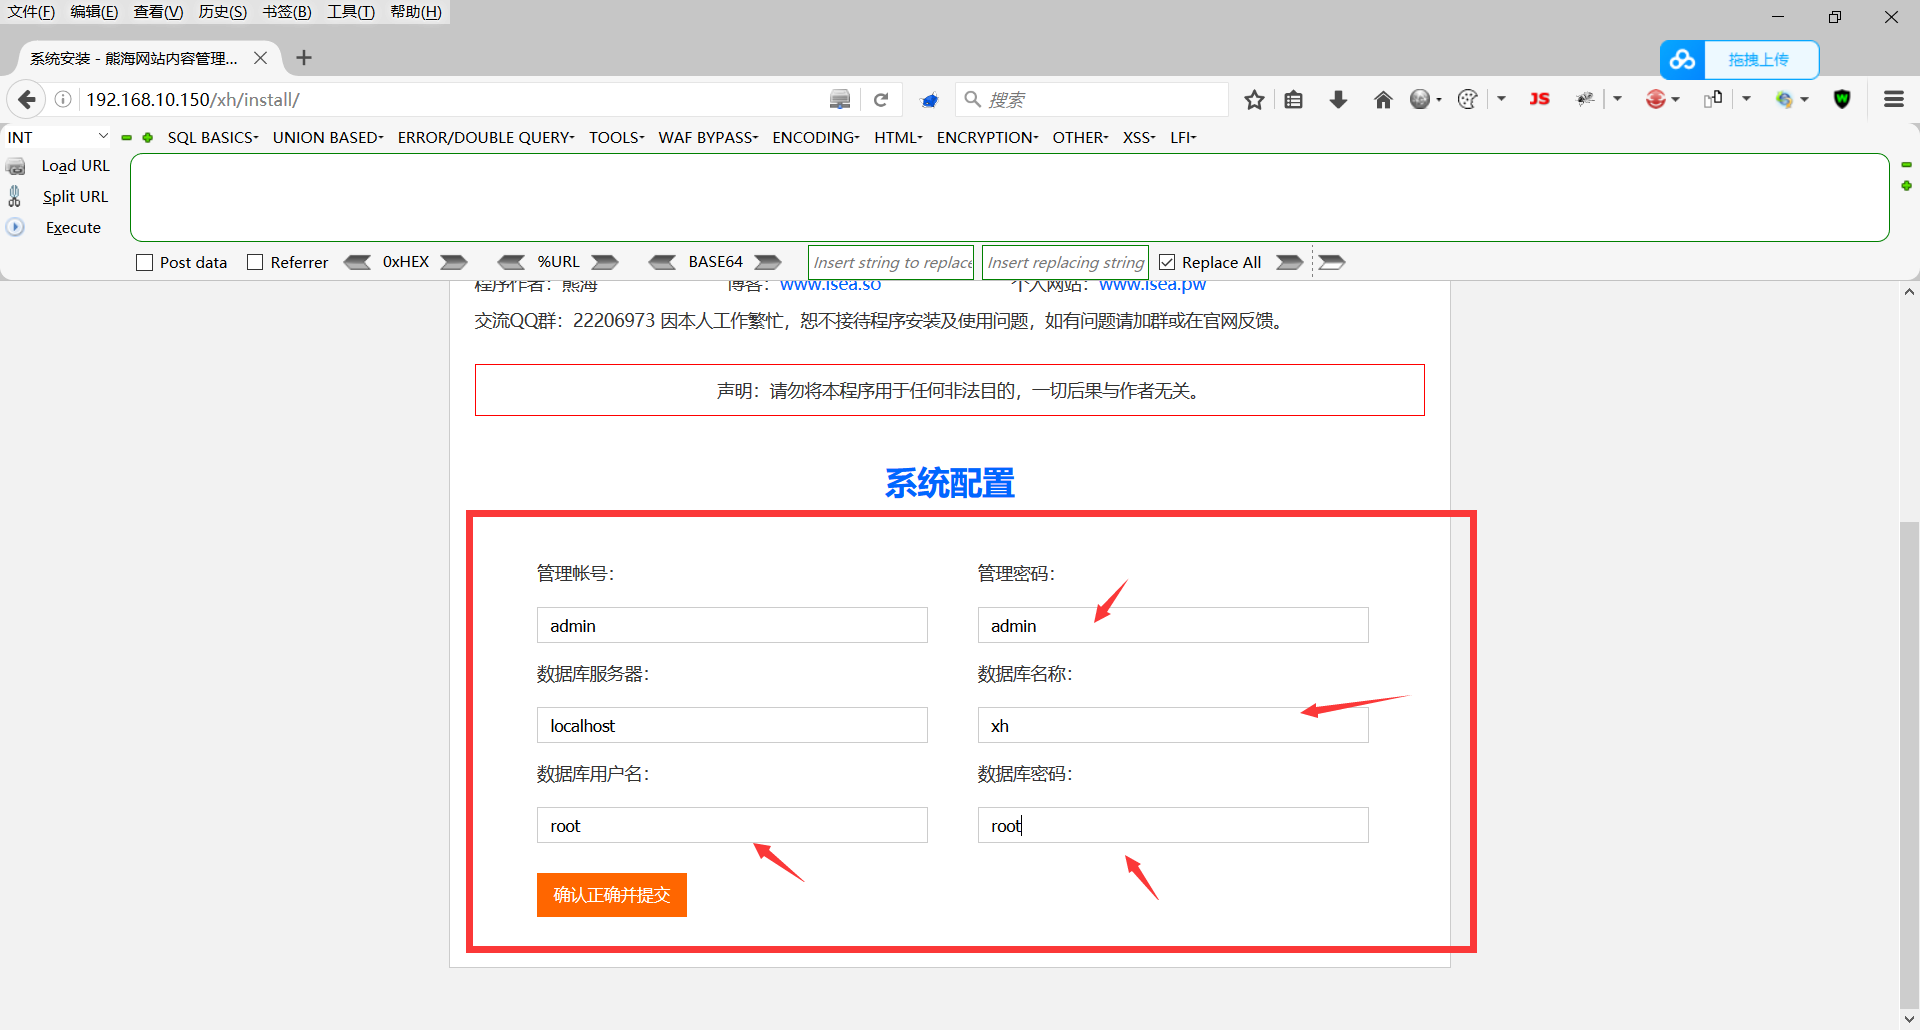 文件(F) 编辑(E) 查看(V) 历史(S) 书签(B) 工具(T) 帮助(H)
系统安装 - 熊海网站内容管理...
拖拽上传
192.168.10.150/xh/install/
搜索
JS
INT
SQL BASICS UNION BASED ERROR/DOUBLE QUERY TOOLS WAF BYPASS ENCODING HTML ENCRYPTION OTHER XSS LFI
Load URL
Split URL
Execute
Post data Referrer 0xHEX %URL BASE64 Insert string to replace Insert replacing string Replace All
程序作者：熊海 博客：www.isea.so 个人网站：www.isea.pw
交流QQ群：22206973 因本人工作繁忙，恕不接待程序安装及使用问题，如有问题请加群或在官网反馈。
声明：请勿将本程序用于任何非法目的，一切后果与作者无关。
系统配置
管理帐号： 管理密码：
admin admin
数据库服务器： 数据库名称：
localhost xh
数据库用户名： 数据库密码：
root root
确认正确并提交